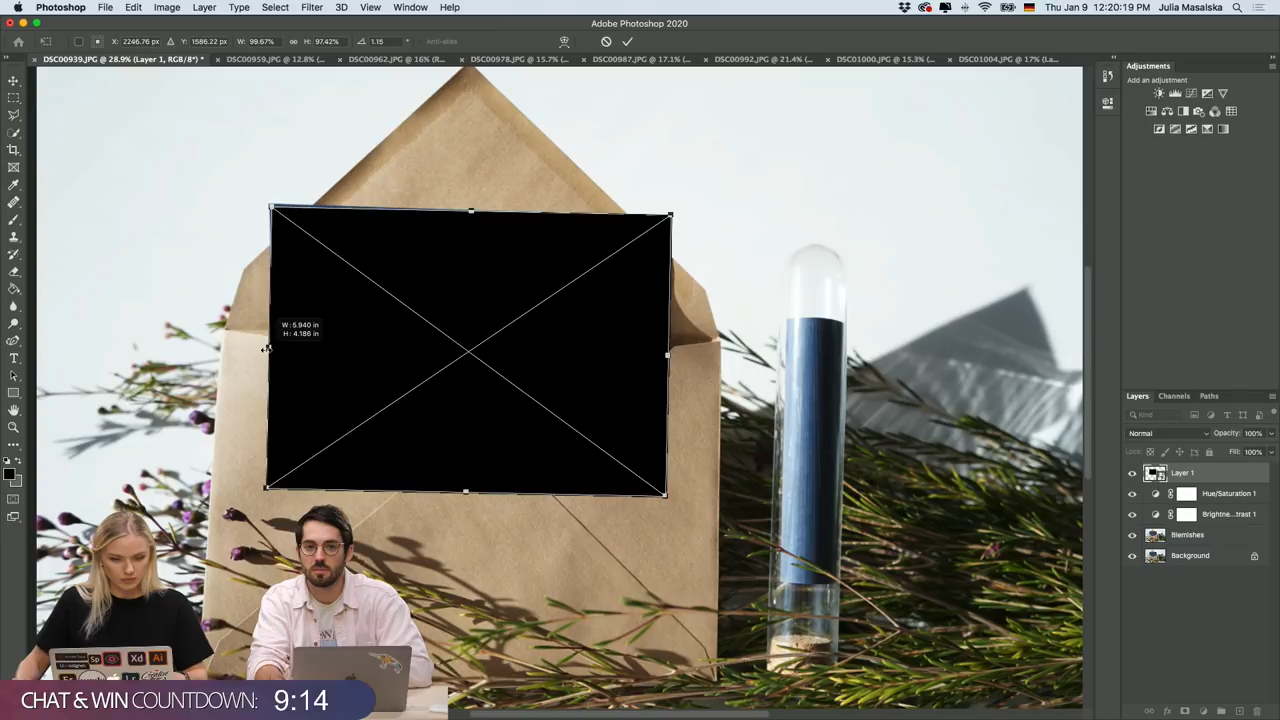 Photoshop File Edit Image Layer Type Select Filter 3D View Window Help Thu Jan 9 12:20:19 PM Julia Masalska
Adobe Photoshop 2020
X: 2246.76 px Y: 1586.22 px W: 99.67% H: 97.42% 1.15 ° Anti-alias
DSC00939.JPG @ 28.9% (Layer 1, RGB/8*) * DSC00959.JPG @ 12.8% (... DSC00962.JPG @ 16% (R... DSC00978.JPG @ 15.7% (... DSC00987.JPG @ 17.1% (... DSC00992.JPG @ 21.4% (... DSC01000.JPG @ 15.3% (... DSC01004.JPG @ 17% (La...
Adjustments
Add an adjustment
W: 5.940 in
H: 4.186 in
Layers Channels Paths
Kind
Normal Opacity: 100%
Lock: Fill: 100%
Layer 1
Hue/Saturation 1
Brightne...trast 1
Blemishes
Background
Sp Xd Ai
Creative
CHAT & WIN COUNTDOWN: 9:14